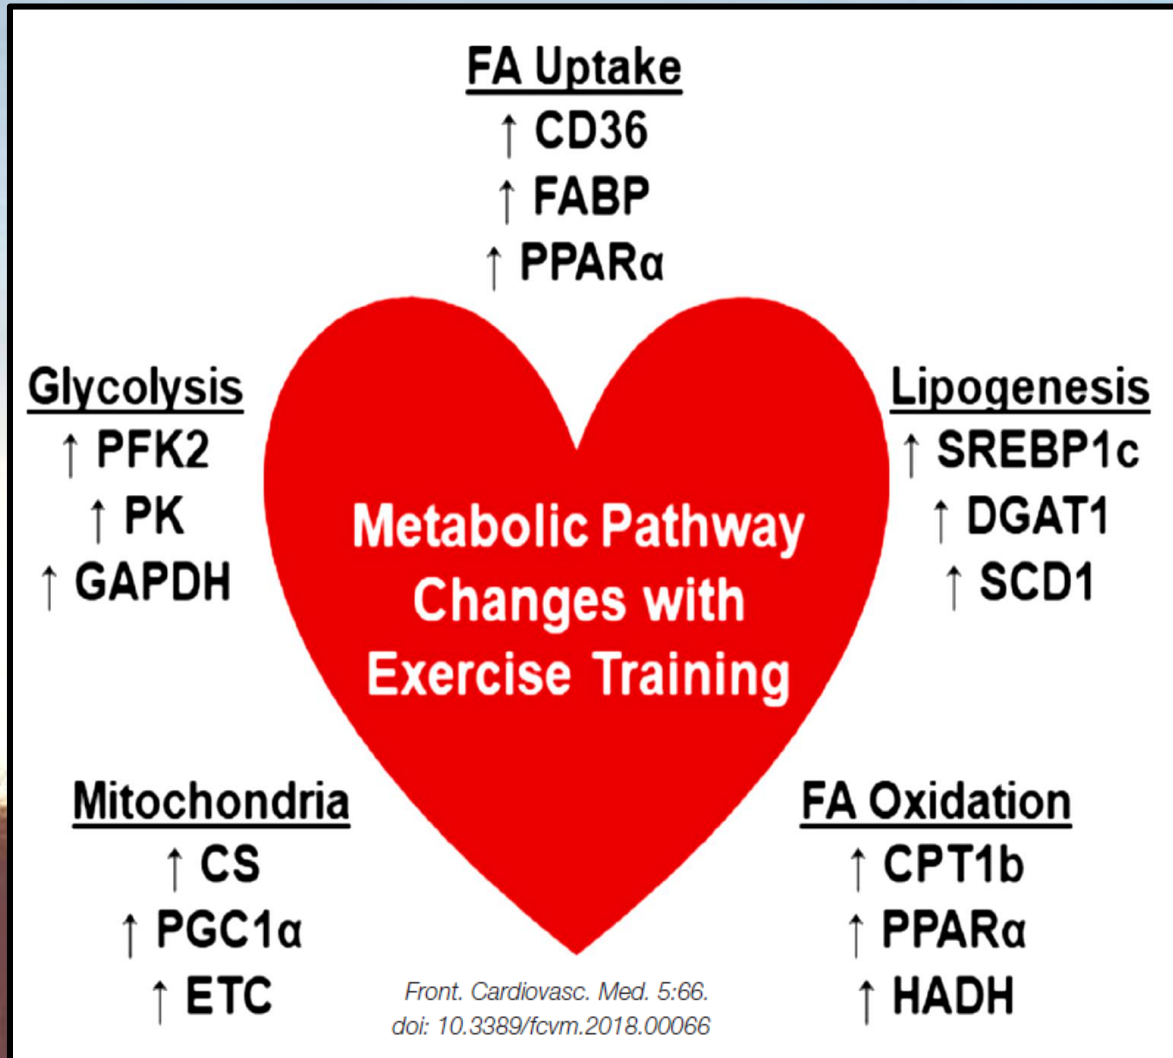 FA Uptake
↑ CD36
↑ FABP
↑ PPARα
Glycolysis
↑ PFK2
↑ PK
↑ GAPDH
Lipogenesis
↑ SREBP1c
↑ DGAT1
↑ SCD1
Metabolic Pathway
Changes with
Exercise Training
Mitochondria
↑ CS
↑ PGC1α
↑ ETC
FA Oxidation
↑ CPT1b
↑ PPARα
↑ HADH
Front. Cardiovasc. Med. 5:66.
doi: 10.3389/fcvm.2018.00066